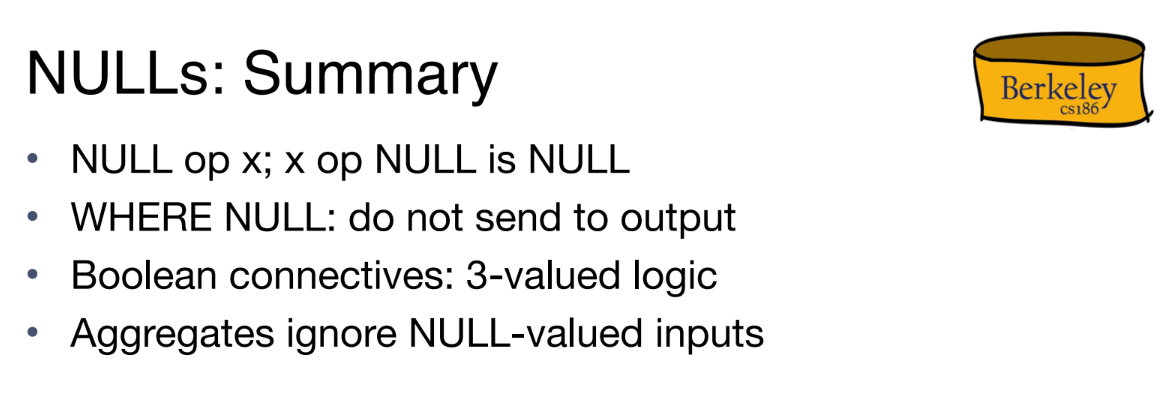 NULLs: Summary
Berkeley
cs186
• NULL op x; x op NULL is NULL
• WHERE NULL: do not send to output
• Boolean connectives: 3-valued logic
• Aggregates ignore NULL-valued inputs